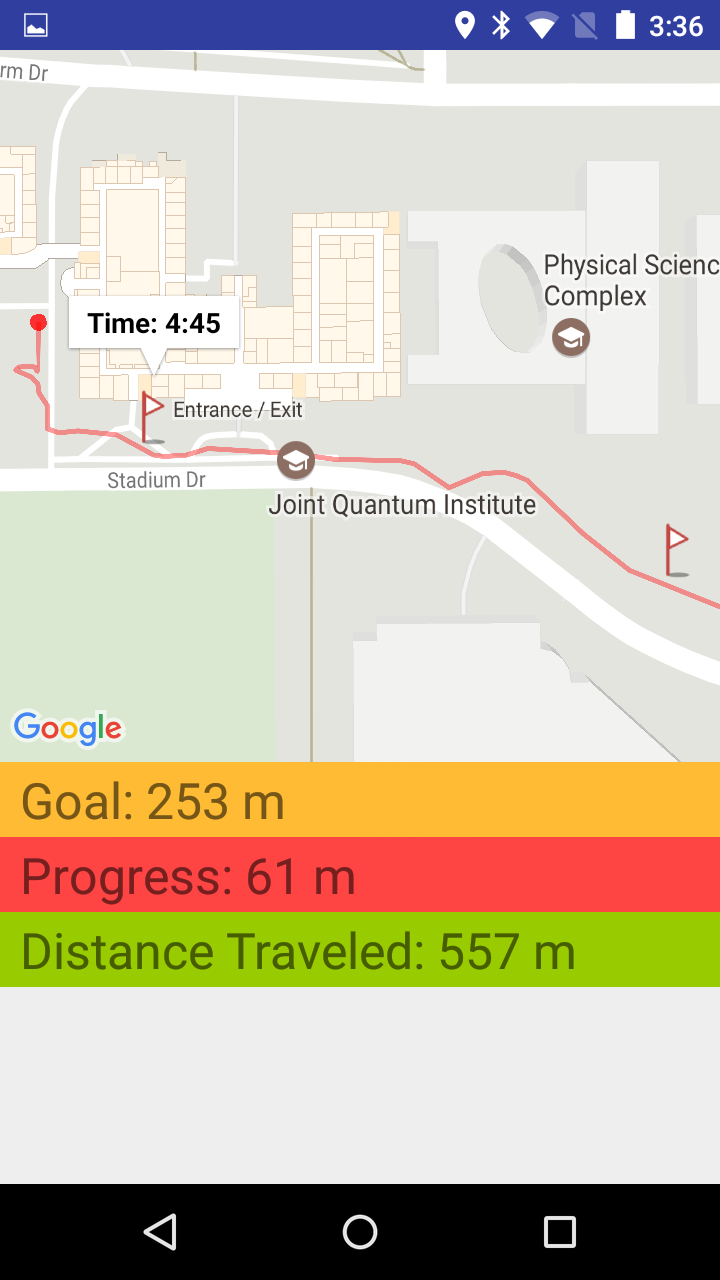 3:36
rm Dr
Physical Scienc
Complex
Time: 4:45
Entrance / Exit
Stadium Dr
Joint Quantum Institute
Google
Goal: 253 m
Progress: 61 m
Distance Traveled: 557 m